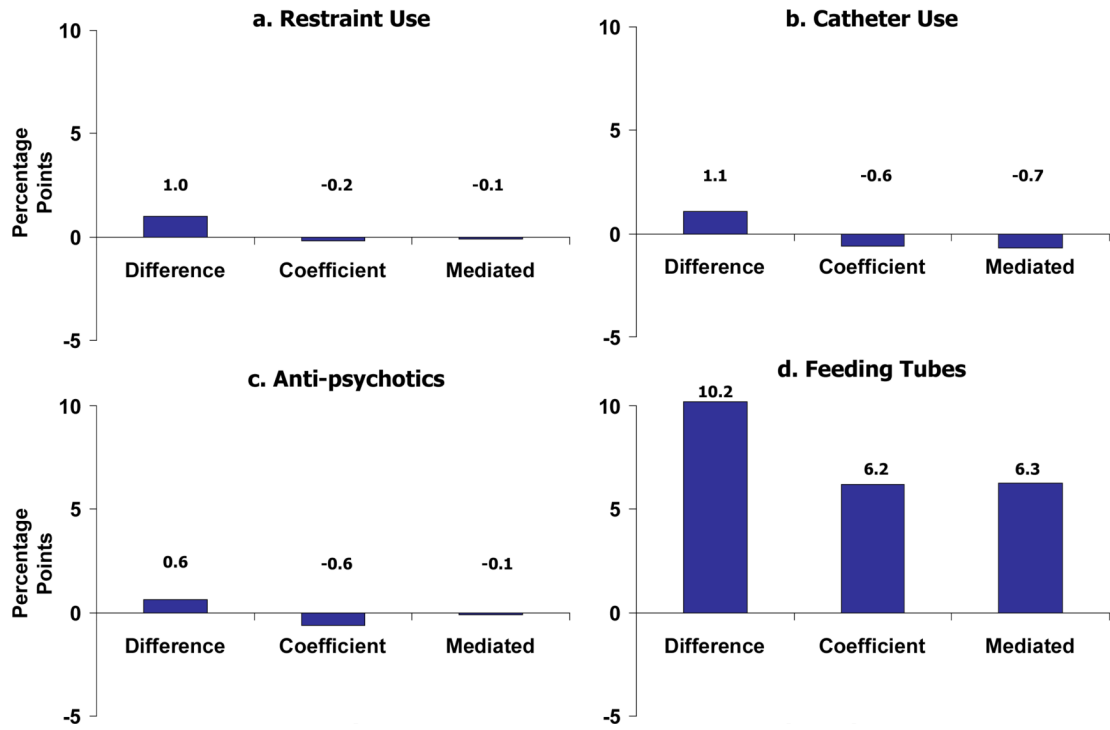 a. Restraint Use
10
5
0
-5
Percentage
Points
1.0
-0.2
-0.1
Difference
Coefficient
Mediated
b. Catheter Use
10
5
0
-5
1.1
-0.6
-0.7
Difference
Coefficient
Mediated
c. Anti-psychotics
10
5
0
-5
Percentage
Points
0.6
-0.6
-0.1
Difference
Coefficient
Mediated
d. Feeding Tubes
10
5
0
-5
10.2
6.2
6.3
Difference
Coefficient
Mediated